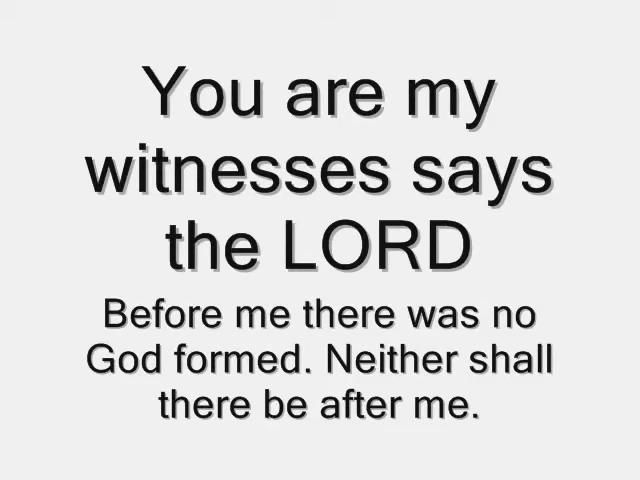 You are my
witnesses says
the LORD
Before me there was no
God formed. Neither shall
there be after me.